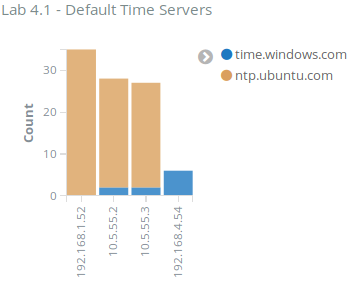 Lab 4.1 - Default Time Servers
time.windows.com
ntp.ubuntu.com
Count
30
20
10
0
192.168.1.52
10.5.55.2
10.5.55.3
192.168.4.54